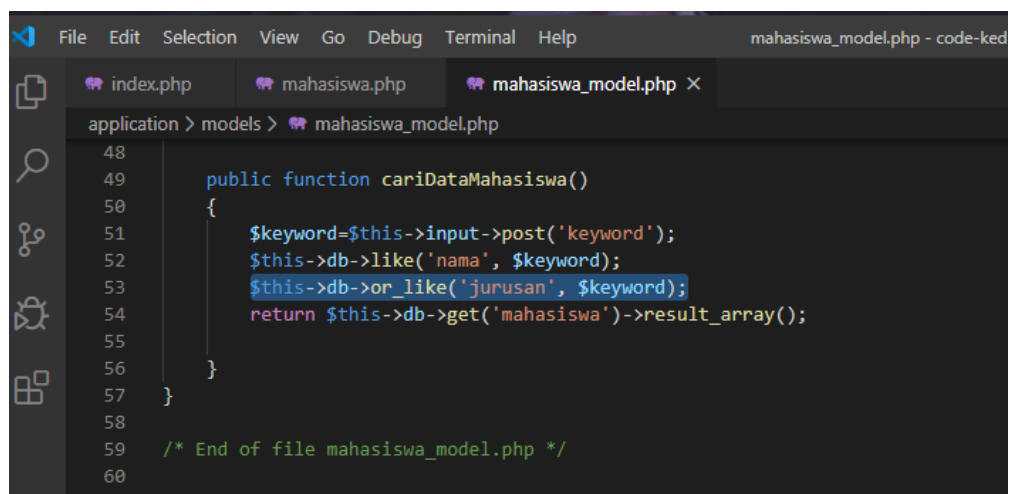 File Edit Selection View Go Debug Terminal Help mahasiswa_model.php - code-ked
index.php mahasiswa.php mahasiswa_model.php ×
application > models > mahasiswa_model.php
48
49 public function cariDataMahasiswa()
50 {
51 $keyword=$this->input->post('keyword');
52 $this->db->like('nama', $keyword);
53 $this->db->or_like('jurusan', $keyword);
54 return $this->db->get('mahasiswa')->result_array();
55
56 }
57 }
58
59 /* End of file mahasiswa_model.php */
60